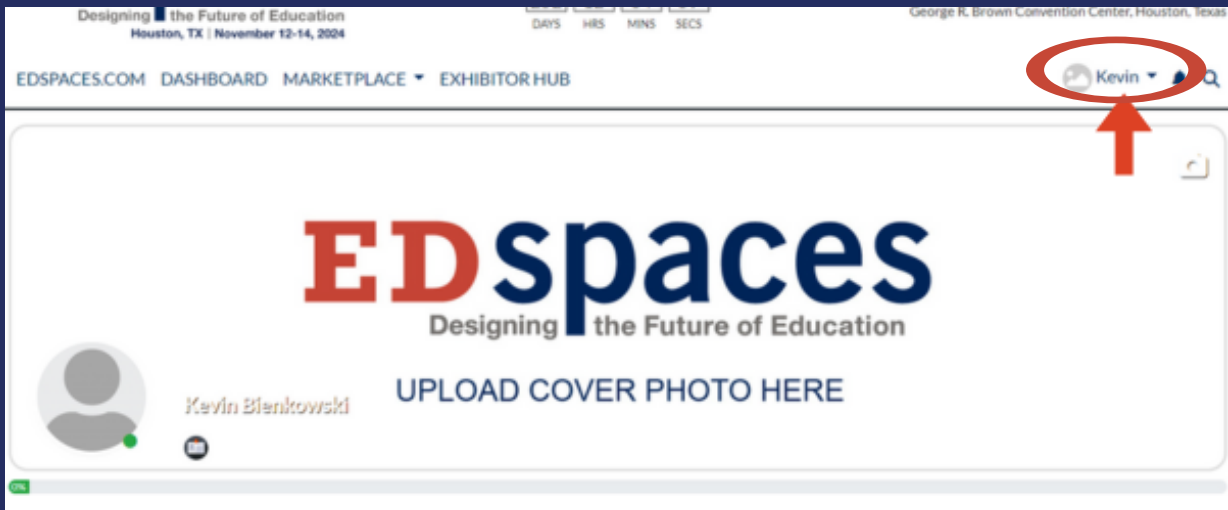 Designing the Future of Education
Houston, TX | November 12-14, 2024
DAYS HRS MINS SECS
George R. Brown Convention Center, Houston, Texas
EDSPACES.COM DASHBOARD MARKETPLACE EXHIBITOR HUB
Kevin
EDspaces
Designing the Future of Education
UPLOAD COVER PHOTO HERE
Kevin Bienkowski
0%